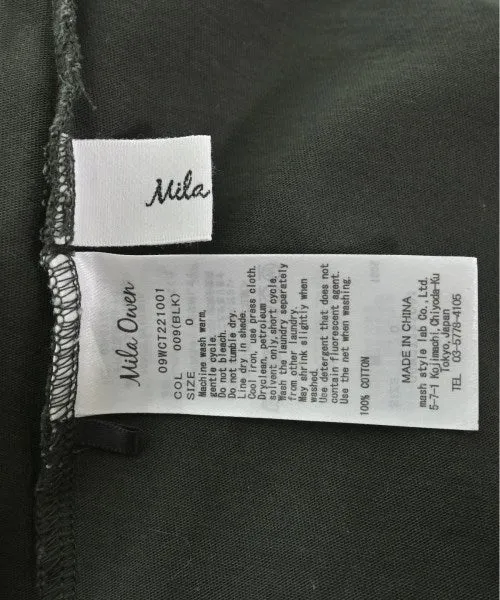 Mila
Mila Owen
09WCT221001
COL 009(BLK)
SIZE 0
Machine wash warm,
gentle cycle.
Do not bleach.
Do not tumble dry.
Line dry in shade.
Cool iron, use press cloth.
Dryclean, petroleum
solvent only, short cycle.
Wash the laundry separately
from other laundry.
May shrink slightly when
washed.
Use detergent that does not
contain fluorescent agent.
Use the net when washing.
100% COTTON
MADE IN CHINA
mash style lab Co., Ltd.
5-7-1 Kojimachi, Chiyoda-Ku
Tokyo, Japan
TEL 03-5778-4105